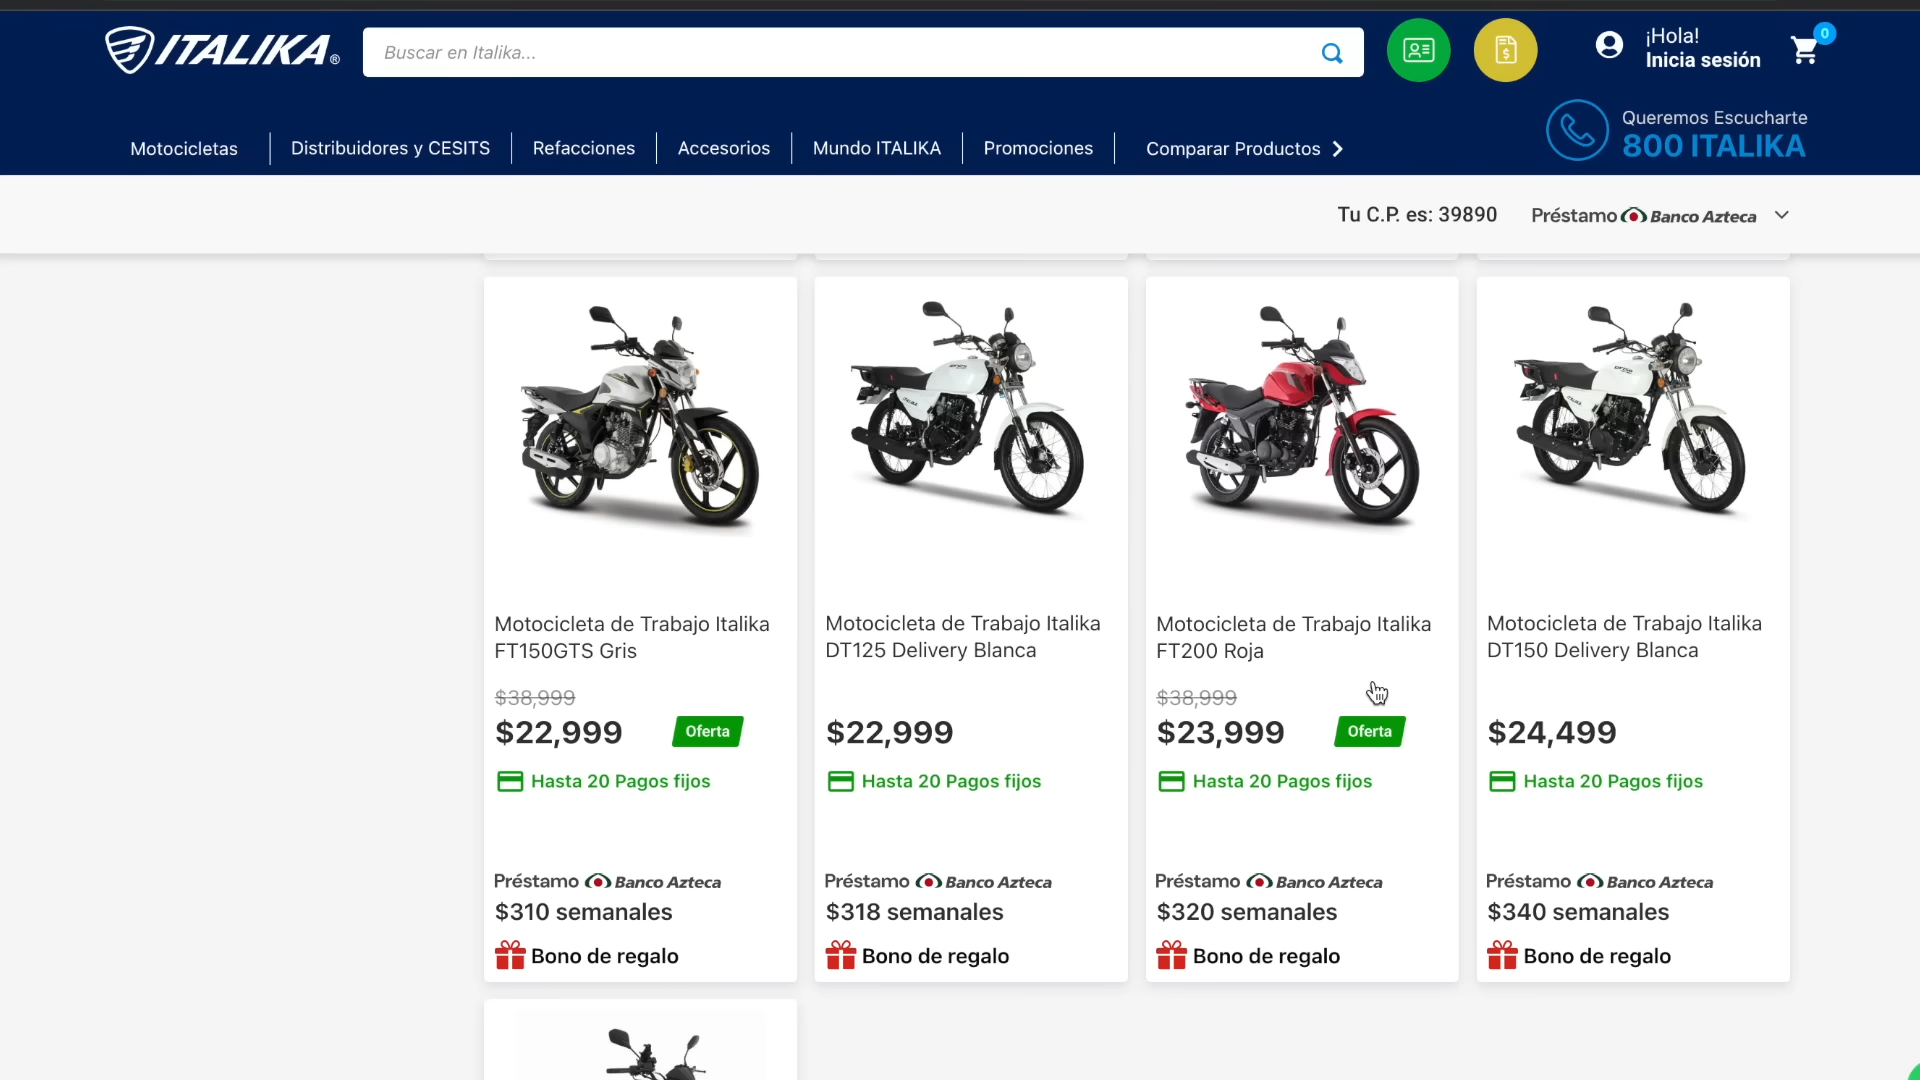 ITALIKA®
Buscar en Italika...
¡Hola!
Inicia sesión
0
Queremos Escucharte
800 ITALIKA
Motocicletas
Distribuidores y CESITS
Refacciones
Accesorios
Mundo ITALIKA
Promociones
Comparar Productos
Tu C.P. es: 39890
Préstamo Banco Azteca
Motocicleta de Trabajo Italika
FT150GTS Gris
$38,999
$22,999
Oferta
Hasta 20 Pagos fijos
Préstamo Banco Azteca
$310 semanales
Bono de regalo
Motocicleta de Trabajo Italika
DT125 Delivery Blanca
$22,999
Hasta 20 Pagos fijos
Préstamo Banco Azteca
$318 semanales
Bono de regalo
Motocicleta de Trabajo Italika
FT200 Roja
$38,999
$23,999
Oferta
Hasta 20 Pagos fijos
Préstamo Banco Azteca
$320 semanales
Bono de regalo
Motocicleta de Trabajo Italika
DT150 Delivery Blanca
$24,499
Hasta 20 Pagos fijos
Préstamo Banco Azteca
$340 semanales
Bono de regalo